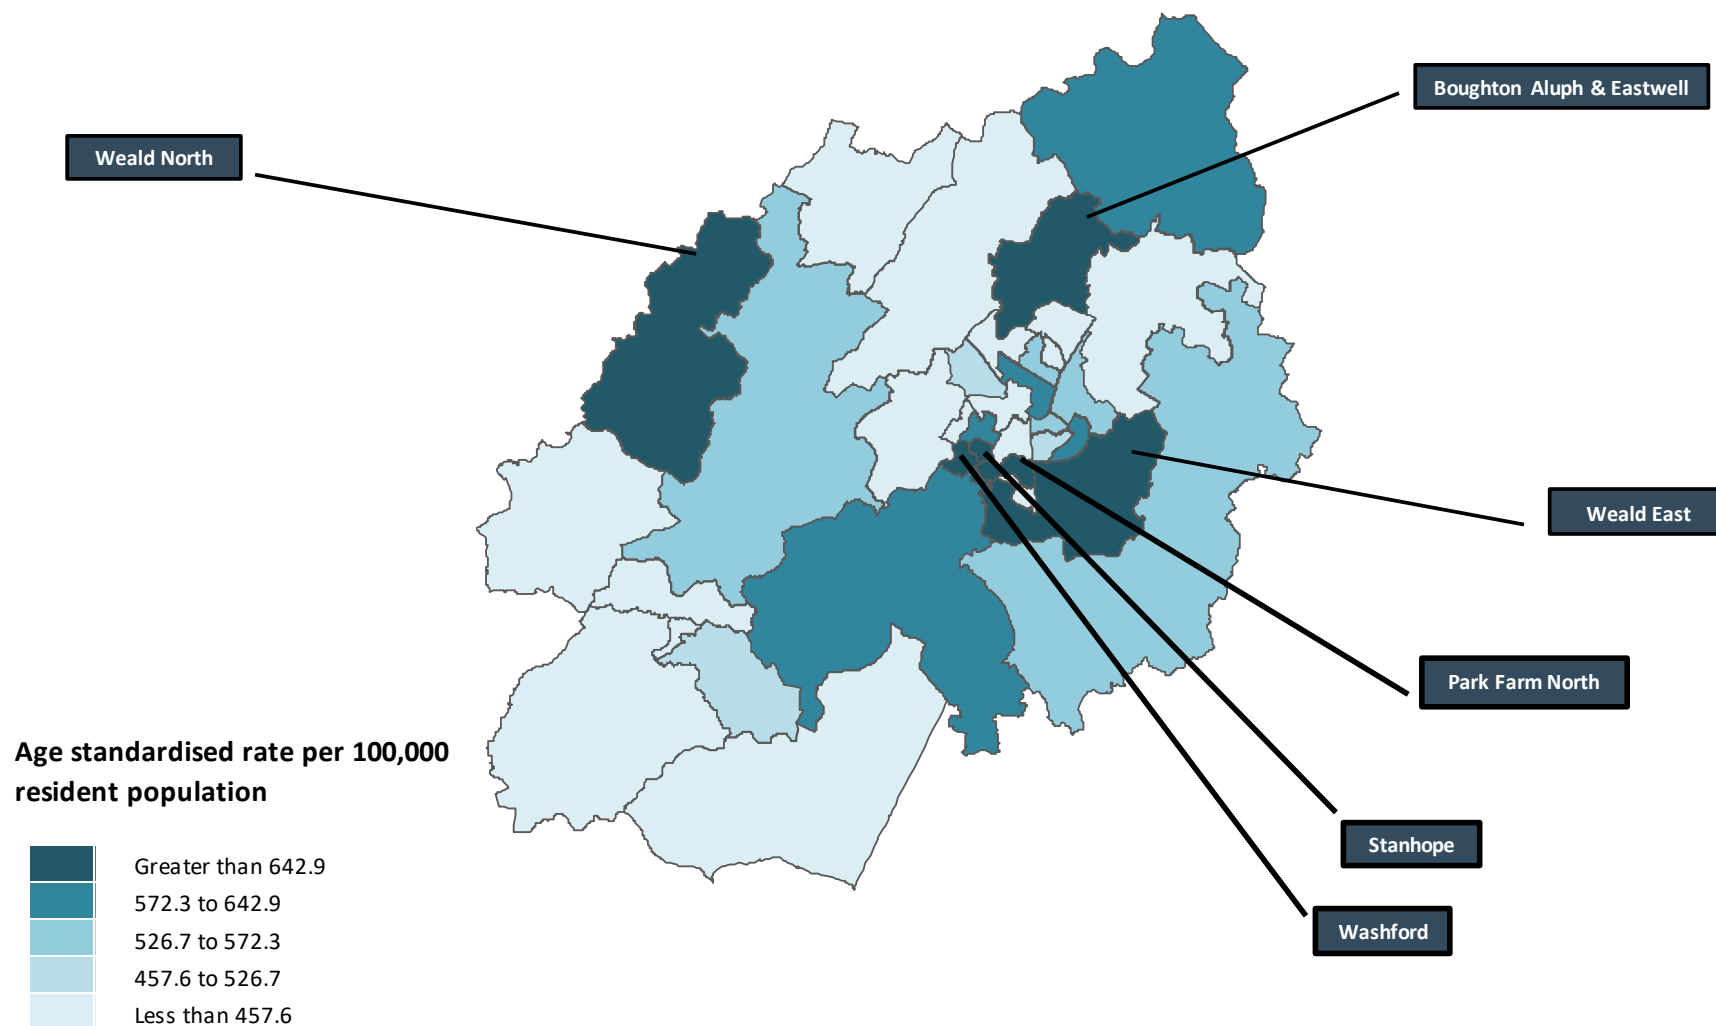 Boughton Aluph & Eastwell
Weald North
Weald East
Park Farm North
Stanhope
Washford
Age standardised rate per 100,000
resident population
Greater than 642.9
572.3 to 642.9
526.7 to 572.3
457.6 to 526.7
Less than 457.6